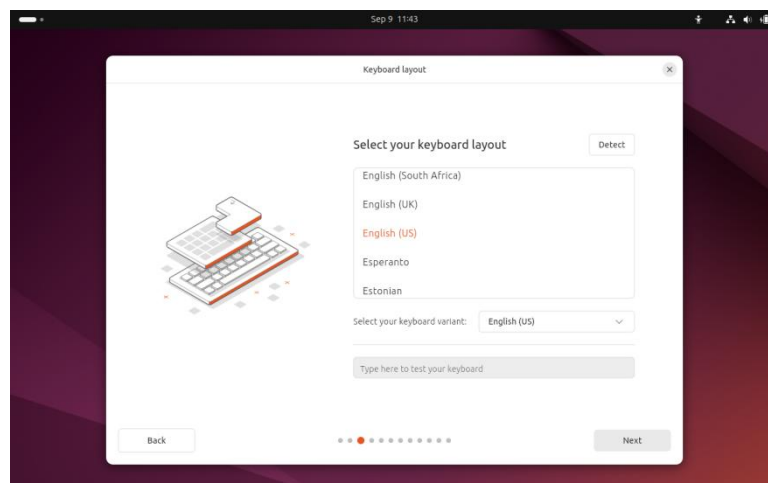 Sep 9 11:43
Keyboard layout
Select your keyboard layout
Detect
English (South Africa)
English (UK)
English (US)
Esperanto
Estonian
Select your keyboard variant:
English (US)
Type here to test your keyboard
Back
Next